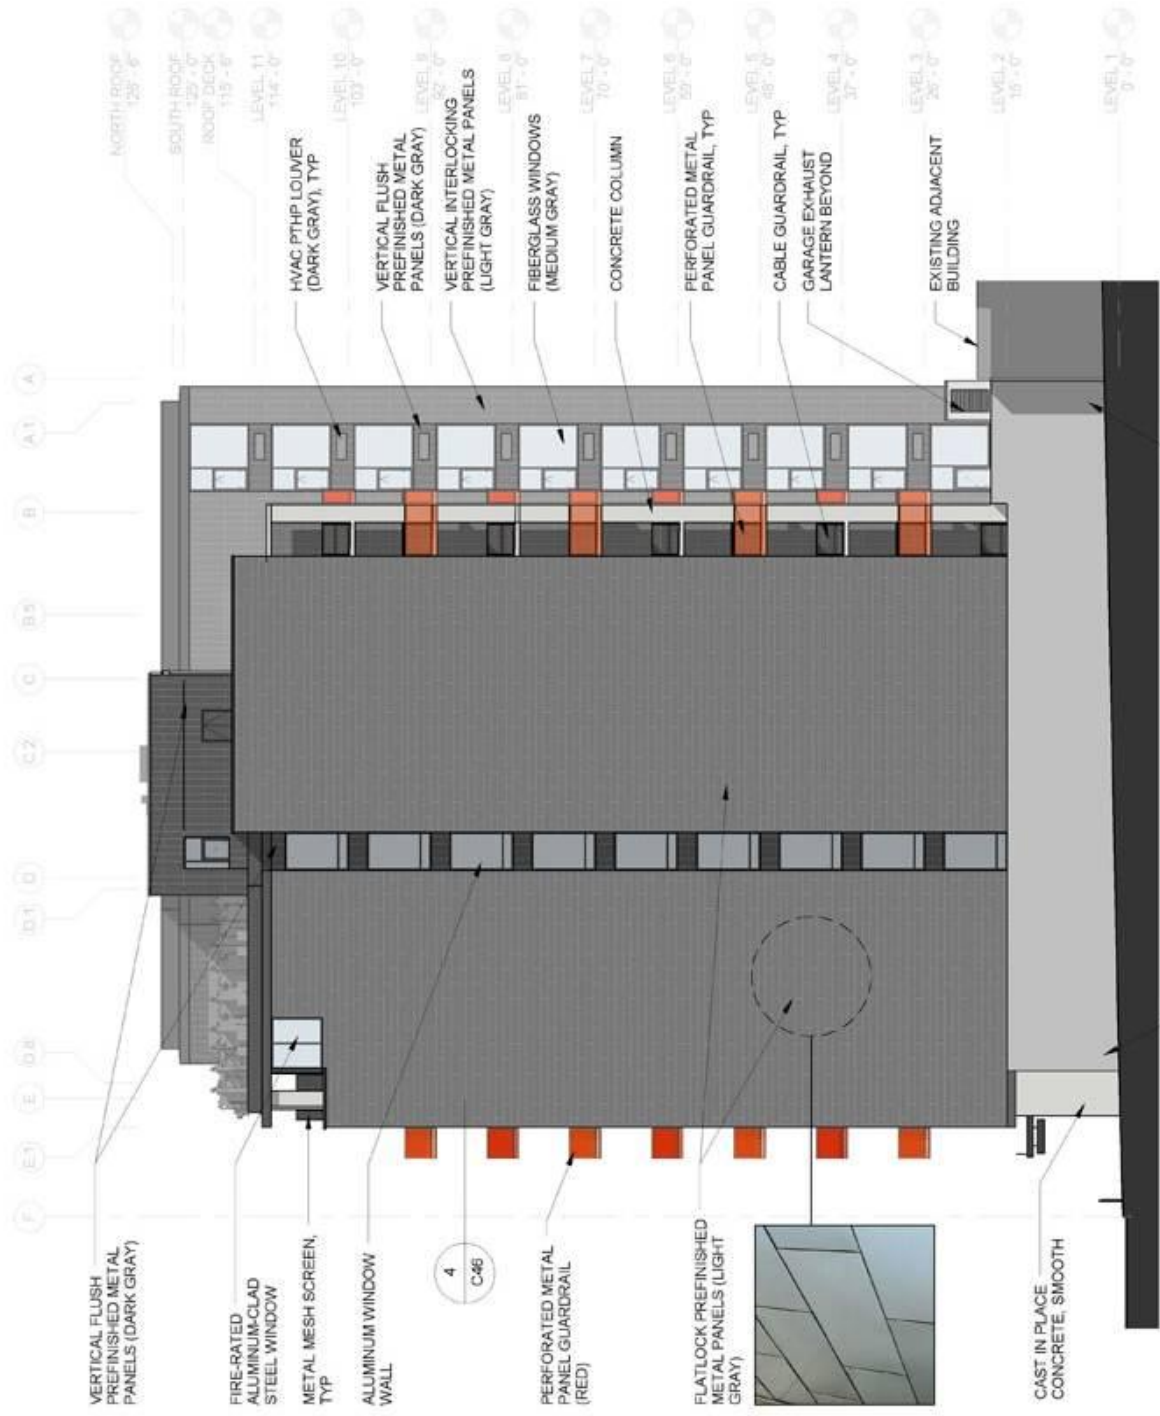 F
E1
E
D1
D
C2
C
B5
B
A1
A
VERTICAL FLUSH
PREFINISHED METAL
PANELS (DARK GRAY)
FIRE-RATED
ALUMINUM-CLAD
STEEL WINDOW
METAL MESH SCREEN,
TYP
ALUMINUM WINDOW
WALL
4
C46
PERFORATED METAL
PANEL GUARDRAIL
(RED)
FLATLOCK PREFINISHED
METAL PANELS (LIGHT
GRAY)
CAST IN PLACE
CONCRETE, SMOOTH
HVAC PTHP LOUVER
(DARK GRAY), TYP
VERTICAL FLUSH
PREFINISHED METAL
PANELS (DARK GRAY)
VERTICAL INTERLOCKING
PREFINISHED METAL PANELS
(LIGHT GRAY)
FIBERGLASS WINDOWS
(MEDIUM GRAY)
CONCRETE COLUMN
PERFORATED METAL
PANEL GUARDRAIL, TYP
CABLE GUARDRAIL, TYP
GARAGE EXHAUST
LANTERN BEYOND
EXISTING ADJACENT
BUILDING
NORTH ROOF
SOUTH ROOF
125' - 0"
ROOF DECK
115' - 6"
LEVEL 11
114' - 0"
LEVEL 10
103' - 0"
LEVEL 9
92' - 0"
LEVEL 8
81' - 0"
LEVEL 7
70' - 0"
LEVEL 6
59' - 0"
LEVEL 5
48' - 0"
LEVEL 4
37' - 0"
LEVEL 3
26' - 0"
LEVEL 2
15' - 0"
LEVEL 1
0' - 0"